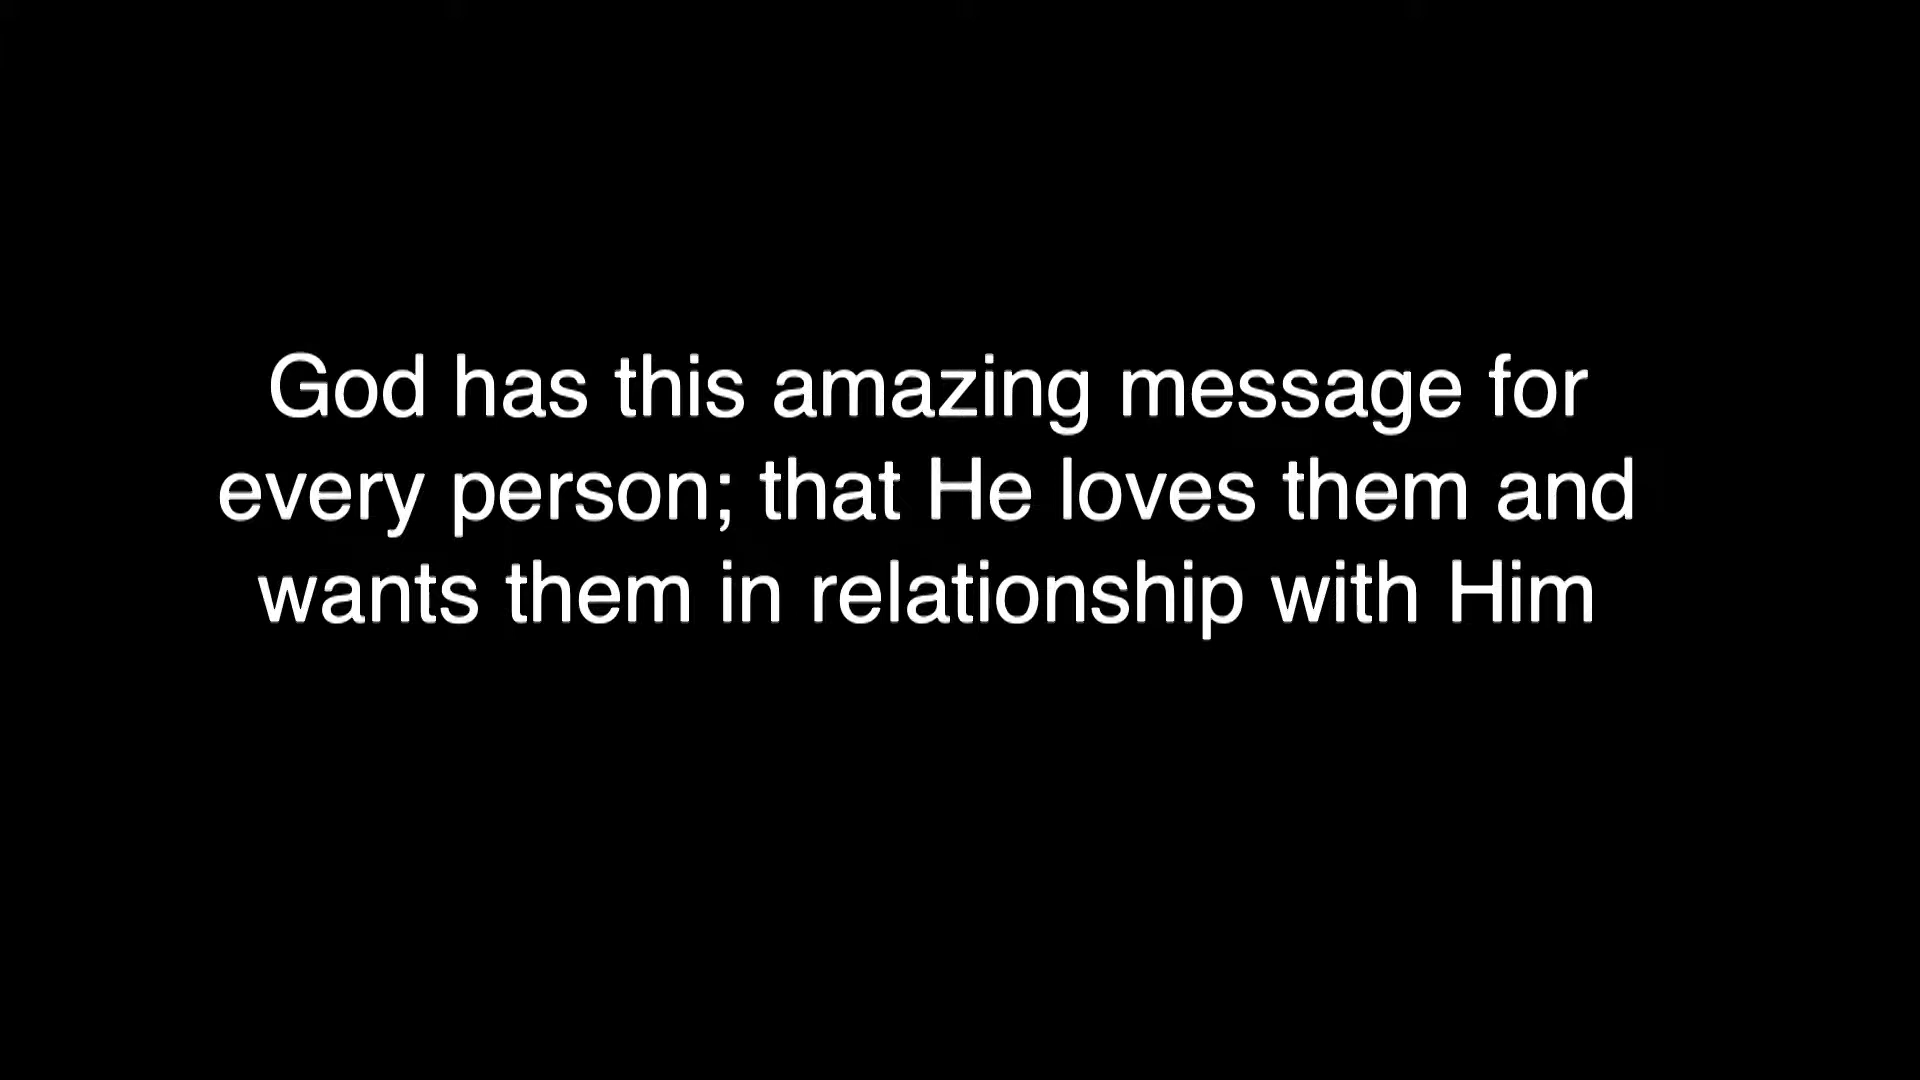 God has this amazing message for
every person; that He loves them and
wants them in relationship with Him